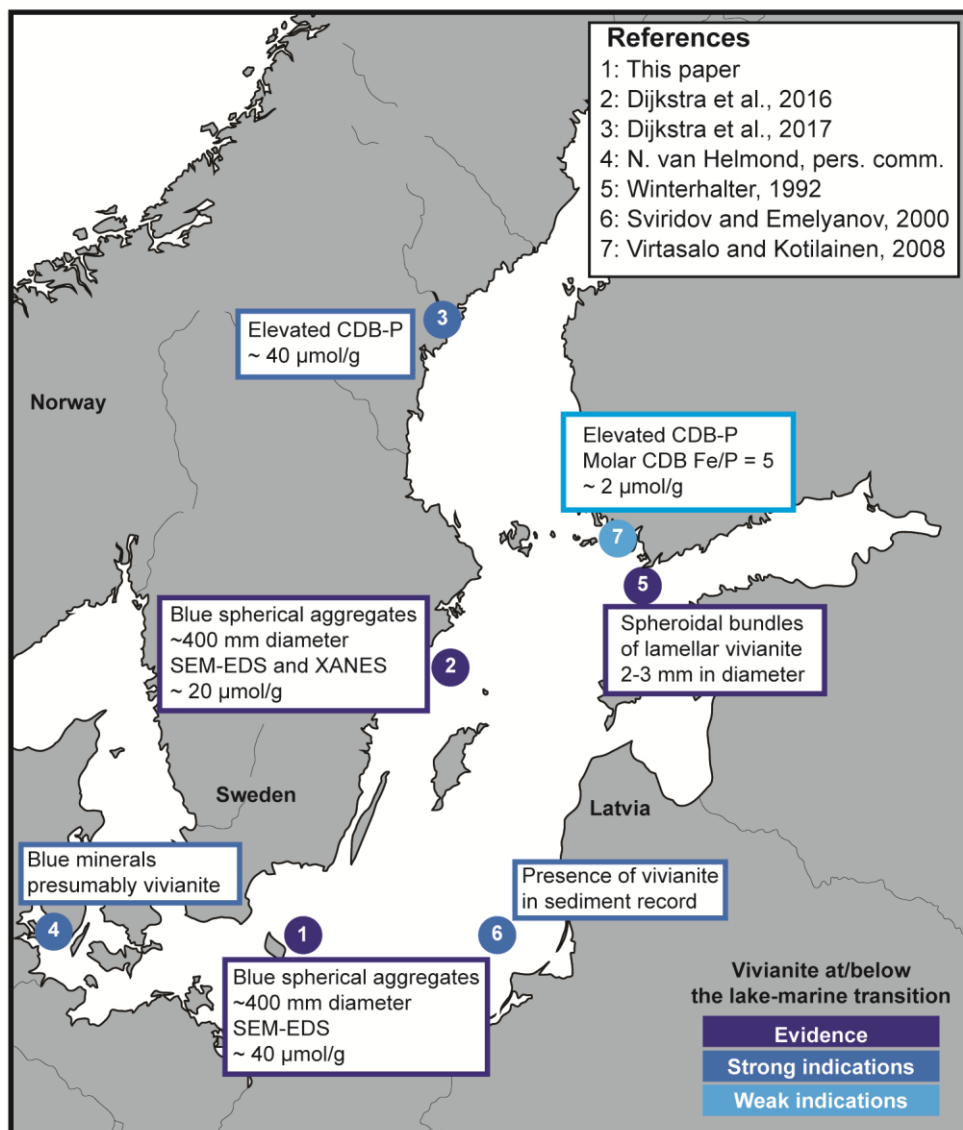 References
1: This paper
2: Dijkstra et al., 2016
3: Dijkstra et al., 2017
4: N. van Helmond, pers. comm.
5: Winterhalter, 1992
6: Sviridov and Emelyanov, 2000
7: Virtasalo and Kotilainen, 2008
3
Elevated CDB-P
~ 40 µmol/g
Norway
Elevated CDB-P
Molar CDB Fe/P = 5
~ 2 µmol/g
7
5
Blue spherical aggregates
~400 mm diameter
SEM-EDS and XANES
~ 20 µmol/g
2
Spheroidal bundles
of lamellar vivianite
2-3 mm in diameter
Sweden
Latvia
Blue minerals
presumably vivianite
4
1
Presence of vivianite
in sediment record
6
Blue spherical aggregates
~400 mm diameter
SEM-EDS
~ 40 µmol/g
Vivianite at/below
the lake-marine transition
Evidence
Strong indications
Weak indications